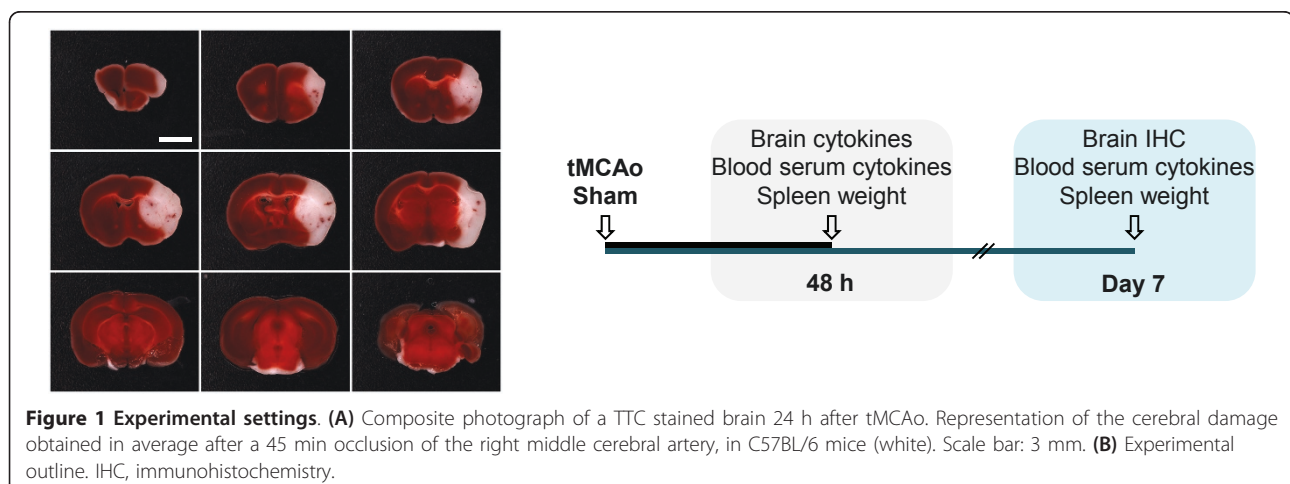 tMCAo
Sham
Brain cytokines
Blood serum cytokines
Spleen weight
48 h
Brain IHC
Blood serum cytokines
Spleen weight
Day 7
Figure 1 Experimental settings. (A) Composite photograph of a TTC stained brain 24 h after tMCAo. Representation of the cerebral damage
obtained in average after a 45 min occlusion of the right middle cerebral artery, in C57BL/6 mice (white). Scale bar: 3 mm. (B) Experimental
outline. IHC, immunohistochemistry.